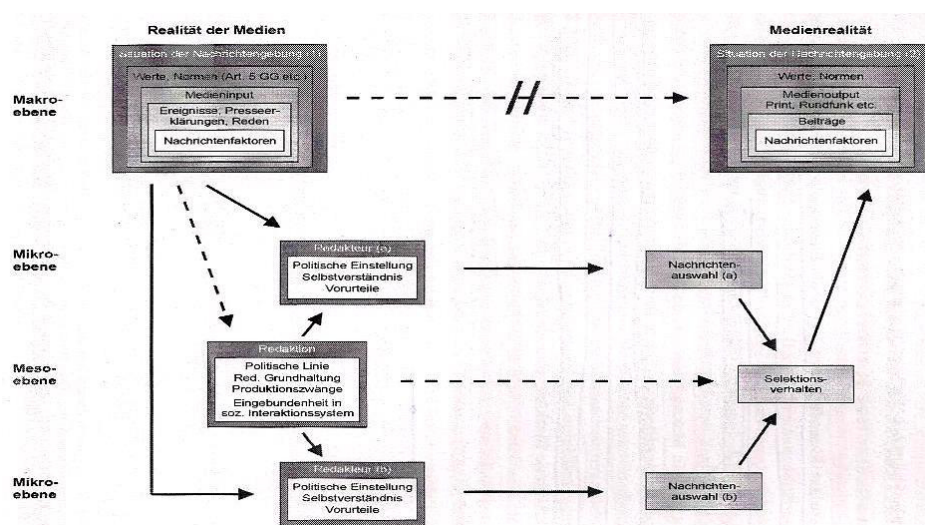 Realität der Medien
Medienrealität
Situation der Nachrichtengebung (1)
Situation der Nachrichtengebung (2)
Werte, Normen (Art. 5 GG etc.)
Werte, Normen
Makro-
ebene
Medieninput
Ereignisse, Presseer-
klärungen, Reden
Nachrichtenfaktoren
Medienoutput
Print, Rundfunk etc.
Beiträge
Nachrichtenfaktoren
Mikro-
ebene
Redakteur (a)
Politische Einstellung
Selbstverständnis
Vorurteile
Nachrichten-
auswahl (a)
Meso-
ebene
Redaktion
Politische Linie
Red. Grundhaltung
Produktionszwänge
Eingebundenheit in
soz. Interaktionssystem
Selektions-
verhalten
Mikro-
ebene
Redakteur (b)
Politische Einstellung
Selbstverständnis
Vorurteile
Nachrichten-
auswahl (b)